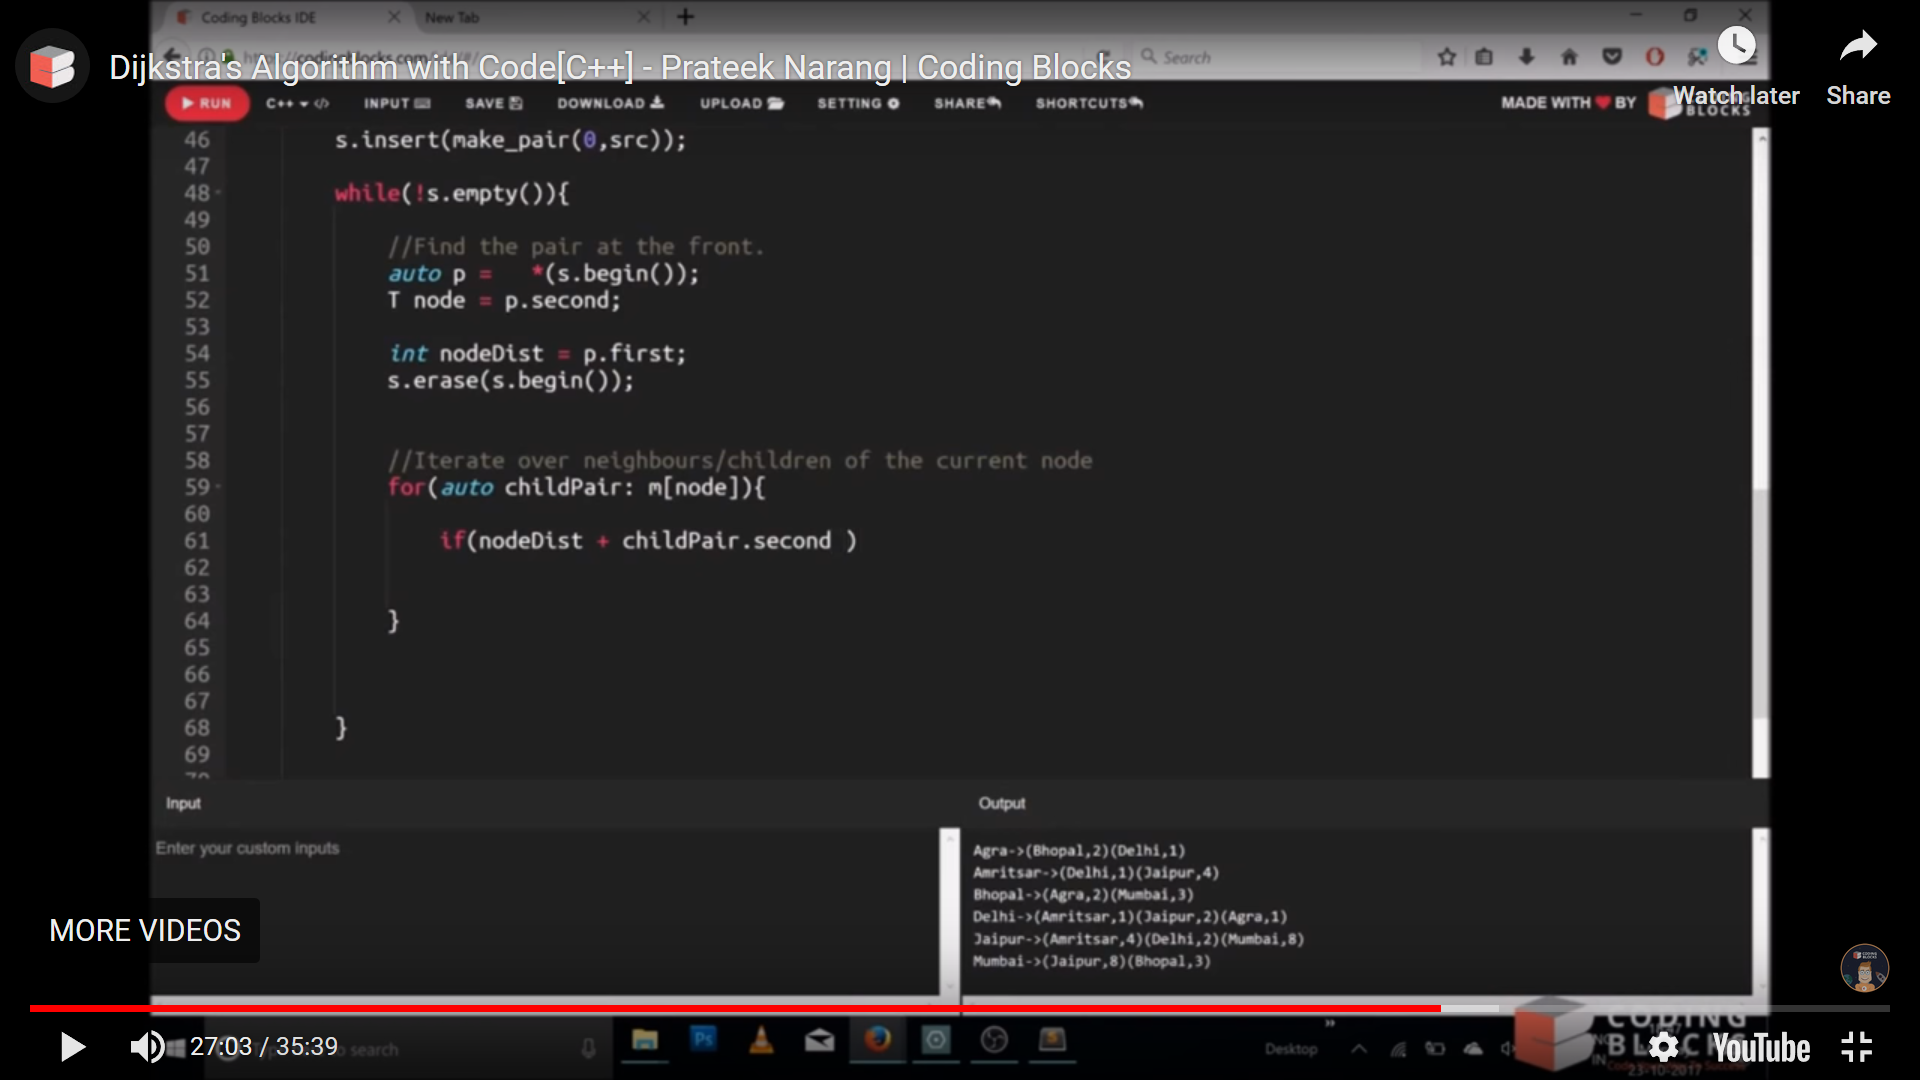 Coding Blocks IDE
New Tab
Dijkstra's Algorithm with Code[C++] - Prateek Narang | Coding Blocks
Search
Watch later
Share
RUN
C++
INPUT
SAVE
DOWNLOAD
UPLOAD
SETTING
SHARE
SHORTCUTS
MADE WITH BY
CODING BLOCKS
46 s.insert(make_pair(0,src));
47
48 while(!s.empty()){
49
50 //Find the pair at the front.
51 auto p =   *(s.begin());
52 T node = p.second;
53
54 int nodeDist = p.first;
55 s.erase(s.begin());
56
57
58 //Iterate over neighbours/children of the current node
59 for(auto childPair: m[node]){
60
61 if(nodeDist + childPair.second )
62
63
64 }
65
66
67
68 }
69
70
Input
Output
Enter your custom inputs
Agra->(Bhopal,2)(Delhi,1)
Amritsar->(Delhi,1)(Jaipur,4)
Bhopal->(Agra,2)(Mumbai,3)
Delhi->(Amritsar,1)(Jaipur,2)(Agra,1)
Jaipur->(Amritsar,4)(Delhi,2)(Mumbai,8)
Mumbai->(Jaipur,8)(Bhopal,3)
MORE VIDEOS
27:03 / 35:39
search
Ps
Desktop
CODING
BLOCKS
YouTube
23-10-2017